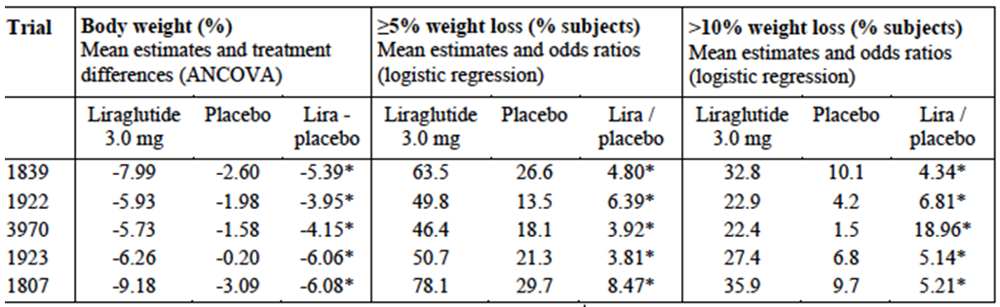 Trial Body weight (%) ≥5% weight loss (% subjects) >10% weight loss (% subjects)
Mean estimates and treatment Mean estimates and odds ratios Mean estimates and odds ratios
differences (ANCOVA) (logistic regression) (logistic regression)
Liraglutide Placebo Lira - Liraglutide Placebo Lira / Liraglutide Placebo Lira /
3.0 mg placebo 3.0 mg placebo 3.0 mg placebo
1839 -7.99 -2.60 -5.39* 63.5 26.6 4.80* 32.8 10.1 4.34*
1922 -5.93 -1.98 -3.95* 49.8 13.5 6.39* 22.9 4.2 6.81*
3970 -5.73 -1.58 -4.15* 46.4 18.1 3.92* 22.4 1.5 18.96*
1923 -6.26 -0.20 -6.06* 50.7 21.3 3.81* 27.4 6.8 5.14*
1807 -9.18 -3.09 -6.08* 78.1 29.7 8.47* 35.9 9.7 5.21*